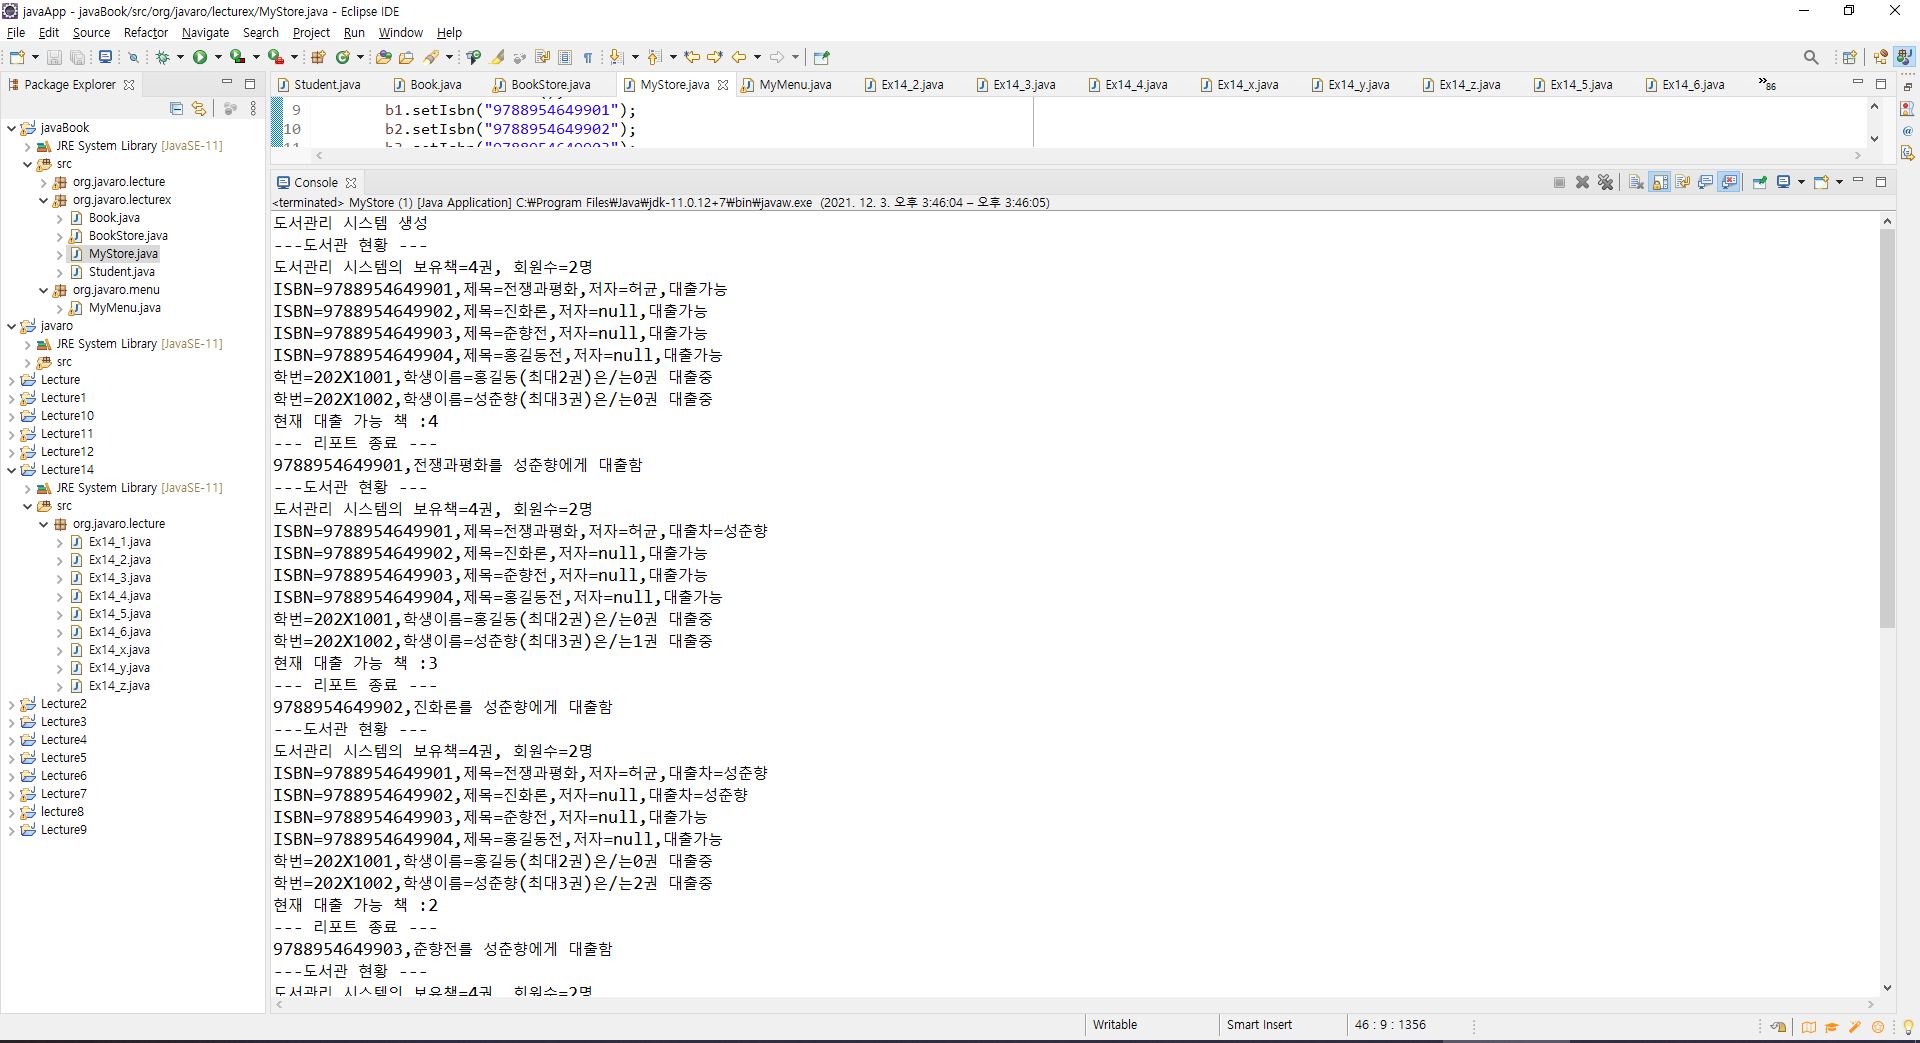 javaApp - javaBook/src/org/javaro/lecturex/MyStore.java - Eclipse IDE
File Edit Source Refactor Navigate Search Project Run Window Help
Package Explorer
javaBook
JRE System Library [JavaSE-11]
src
org.javaro.lecture
org.javaro.lecturex
Book.java
BookStore.java
MyStore.java
Student.java
org.javaro.menu
MyMenu.java
javaro
JRE System Library [JavaSE-11]
src
Lecture
Lecture1
Lecture10
Lecture11
Lecture12
Lecture14
JRE System Library [JavaSE-11]
src
org.javaro.lecture
Ex14_1.java
Ex14_2.java
Ex14_3.java
Ex14_4.java
Ex14_5.java
Ex14_6.java
Ex14_x.java
Ex14_y.java
Ex14_z.java
Lecture2
Lecture3
Lecture4
Lecture5
Lecture6
Lecture7
lecture8
Lecture9
Student.java Book.java BookStore.java MyStore.java MyMenu.java Ex14_2.java Ex14_3.java Ex14_4.java Ex14_x.java Ex14_y.java Ex14_z.java Ex14_5.java Ex14_6.java »86
9 b1.setIsbn("9788954649901");
10 b2.setIsbn("9788954649902");
11 b3.setIsbn("9788954649903");
Console
<terminated> MyStore (1) [Java Application] C:₩Program Files₩Java₩jdk-11.0.12+7₩bin₩javaw.exe (2021. 12. 3. 오후 3:46:04 – 오후 3:46:05)
도서관리 시스템 생성
---도서관 현황 ---
도서관리 시스템의 보유책=4권, 회원수=2명
ISBN=9788954649901,제목=전쟁과평화,저자=허균,대출가능
ISBN=9788954649902,제목=진화론,저자=null,대출가능
ISBN=9788954649903,제목=춘향전,저자=null,대출가능
ISBN=9788954649904,제목=홍길동전,저자=null,대출가능
학번=202X1001,학생이름=홍길동(최대2권)은/는0권 대출중
학번=202X1002,학생이름=성춘향(최대3권)은/는0권 대출중
현재 대출 가능 책 :4
--- 리포트 종료 ---
9788954649901,전쟁과평화를 성춘향에게 대출함
---도서관 현황 ---
도서관리 시스템의 보유책=4권, 회원수=2명
ISBN=9788954649901,제목=전쟁과평화,저자=허균,대출차=성춘향
ISBN=9788954649902,제목=진화론,저자=null,대출가능
ISBN=9788954649903,제목=춘향전,저자=null,대출가능
ISBN=9788954649904,제목=홍길동전,저자=null,대출가능
학번=202X1001,학생이름=홍길동(최대2권)은/는0권 대출중
학번=202X1002,학생이름=성춘향(최대3권)은/는1권 대출중
현재 대출 가능 책 :3
--- 리포트 종료 ---
9788954649902,진화론를 성춘향에게 대출함
---도서관 현황 ---
도서관리 시스템의 보유책=4권, 회원수=2명
ISBN=9788954649901,제목=전쟁과평화,저자=허균,대출차=성춘향
ISBN=9788954649902,제목=진화론,저자=null,대출차=성춘향
ISBN=9788954649903,제목=춘향전,저자=null,대출가능
ISBN=9788954649904,제목=홍길동전,저자=null,대출가능
학번=202X1001,학생이름=홍길동(최대2권)은/는0권 대출중
학번=202X1002,학생이름=성춘향(최대3권)은/는2권 대출중
현재 대출 가능 책 :2
--- 리포트 종료 ---
9788954649903,춘향전를 성춘향에게 대출함
---도서관 현황 ---
도서관리 시스템의 보유책=4권, 회원수=2명
Writable Smart Insert 46 : 9 : 1356